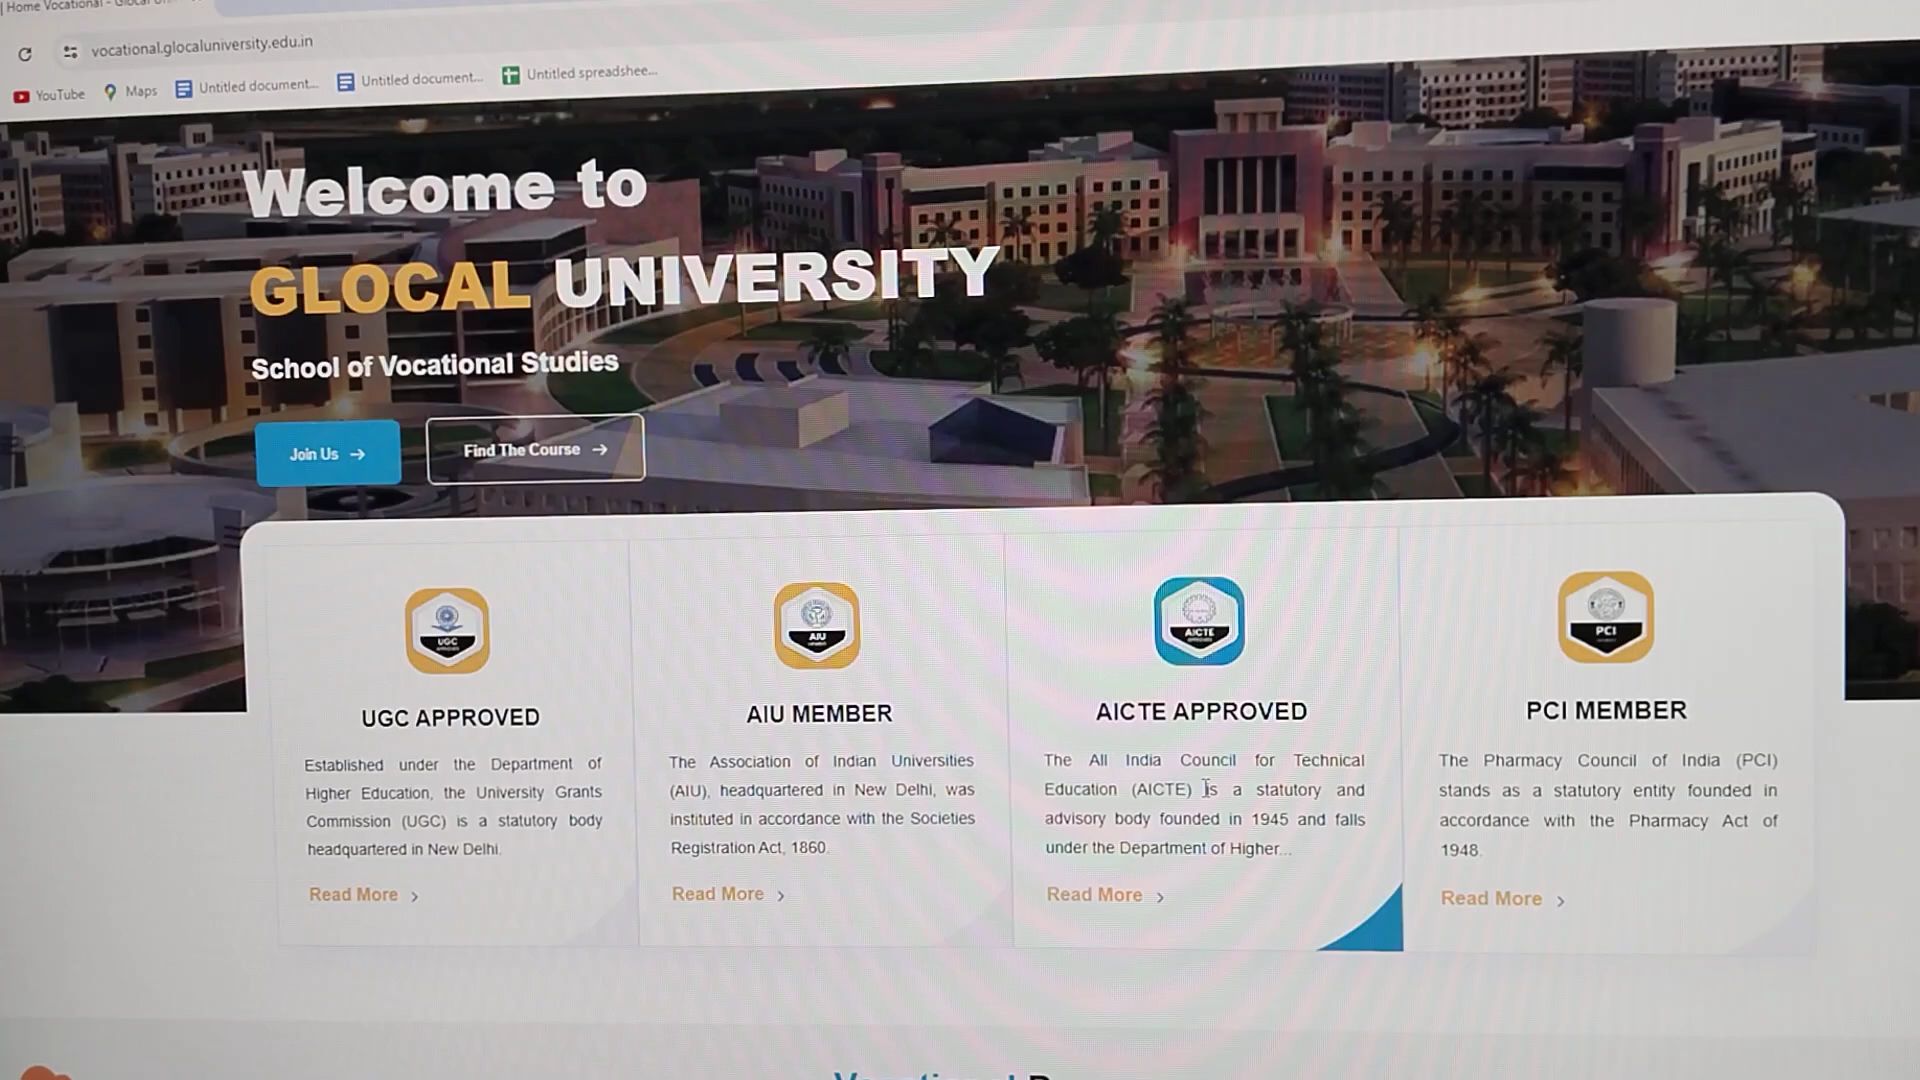 Home Vocational -
vocational.glocaluniversity.edu.in
YouTube Maps Untitled document... Untitled document... Untitled spreadshee...
Welcome to
GLOCAL UNIVERSITY
School of Vocational Studies
Join Us → Find The Course →
UGC
AIU
AICTE
PCI
UGC APPROVED
Established under the Department of
Higher Education, the University Grants
Commission (UGC) is a statutory body
headquartered in New Delhi.
Read More >
AIU MEMBER
The Association of Indian Universities
(AIU), headquartered in New Delhi, was
instituted in accordance with the Societies
Registration Act, 1860.
Read More >
AICTE APPROVED
The All India Council for Technical
Education (AICTE) is a statutory and
advisory body founded in 1945 and falls
under the Department of Higher...
Read More >
PCI MEMBER
The Pharmacy Council of India (PCI)
stands as a statutory entity founded in
accordance with the Pharmacy Act of
1948.
Read More >